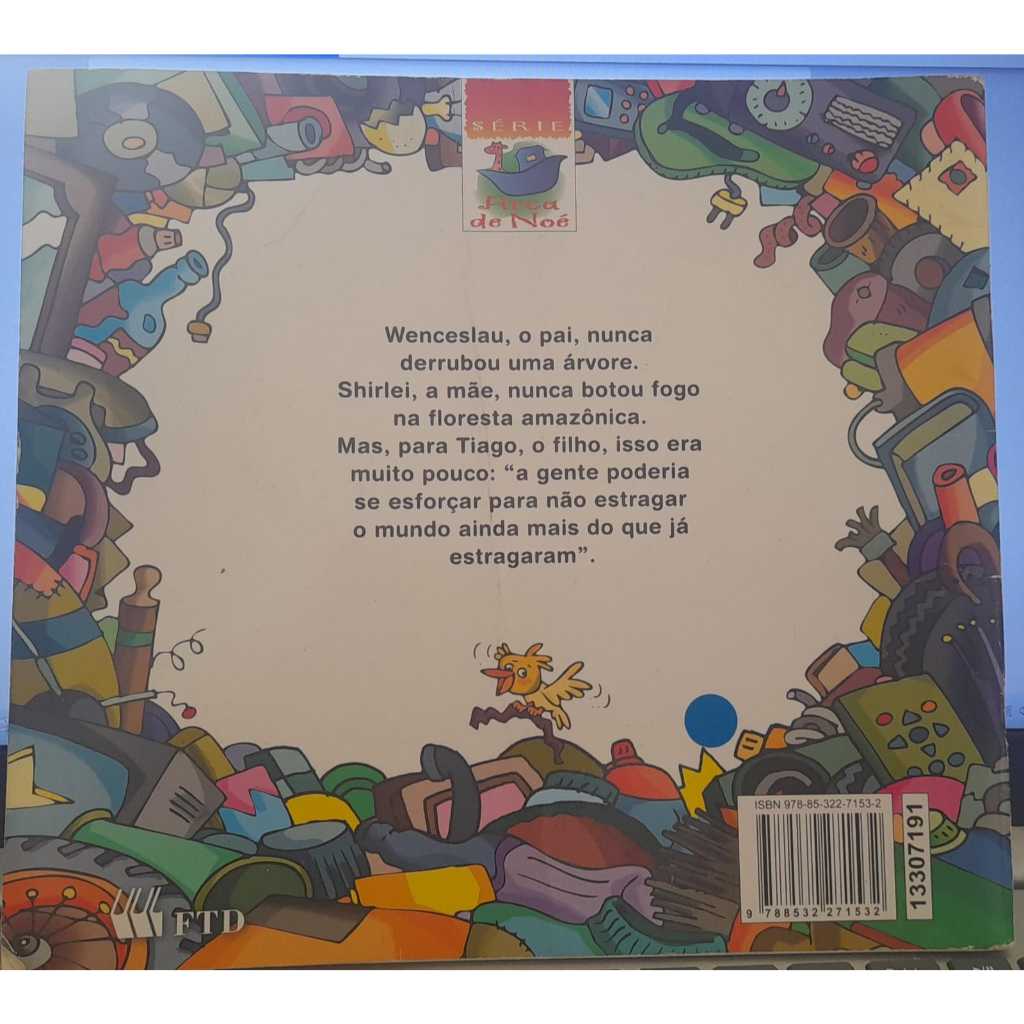 SÉRIE
Arca
de Noé
Wenceslau, o pai, nunca
derrubou uma árvore.
Shirlei, a mãe, nunca botou fogo
na floresta amazônica.
Mas, para Tiago, o filho, isso era
muito pouco: “a gente poderia
se esforçar para não estragar
o mundo ainda mais do que já
estragaram”.
ISBN 978-85-322-7153-2
9 788532 271532
13307191
FTD